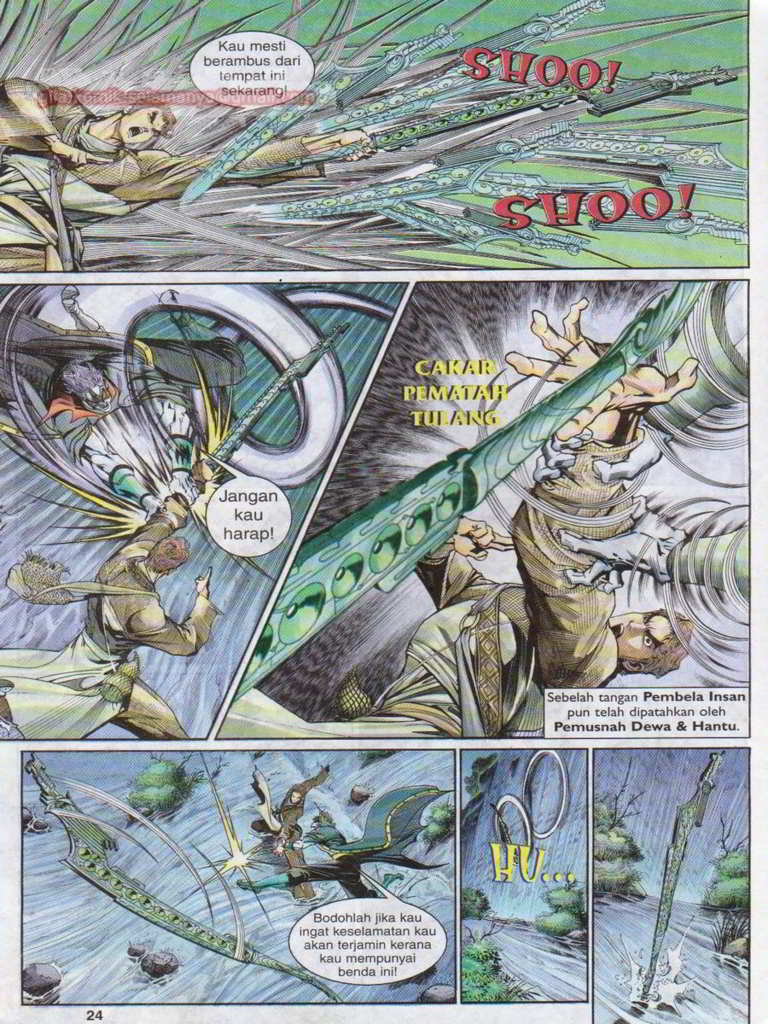 Kau mesti
berambus dari
tempat ini
sekarang!
SHOO!
SHOO!
Jangan
kau
harap!
CAKAR
PEMATAH
TULANG
Sebelah tangan Pembela Insan
pun telah dipatahkan oleh
Pemusnah Dewa & Hantu.
Bodohlah jika kau
ingat keselamatan kau
akan terjamin kerana
kau mempunyai
benda ini!
HU...
24